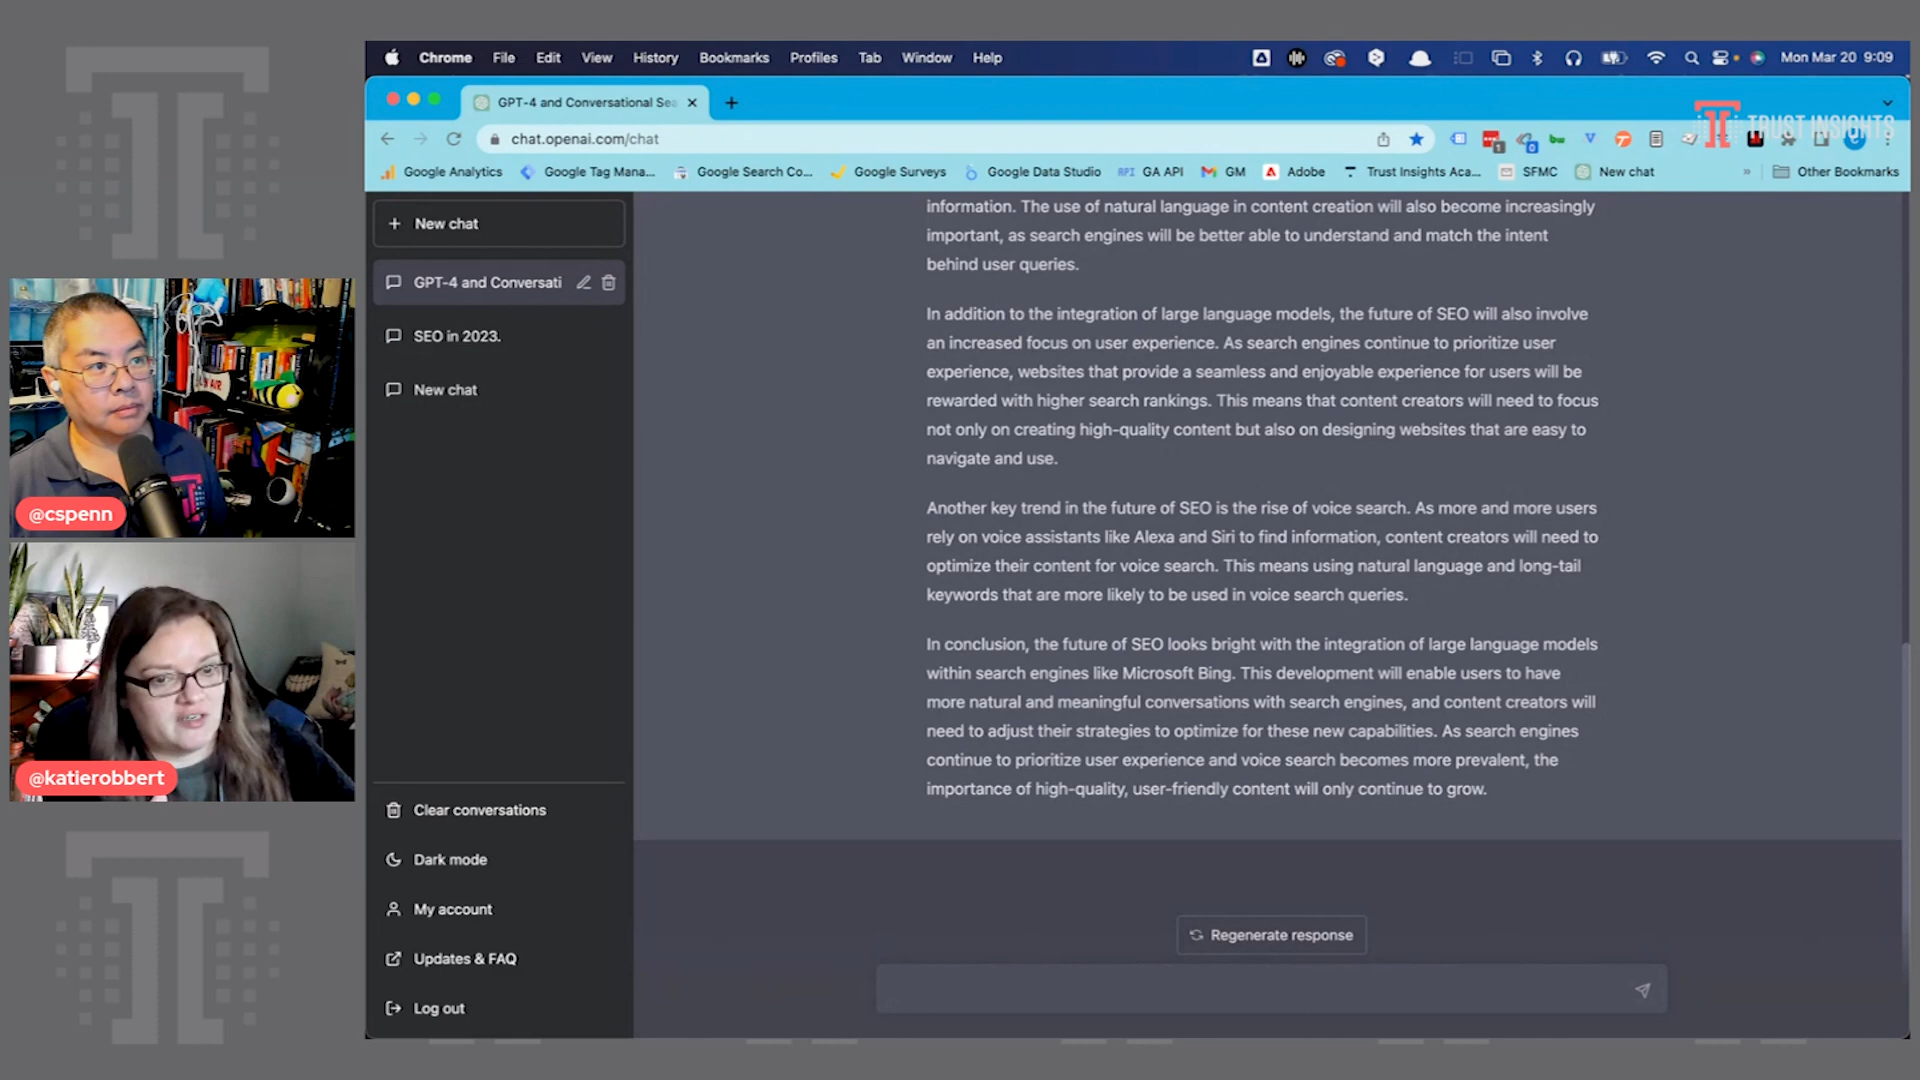 Chrome File Edit View History Bookmarks Profiles Tab Window Help Mon Mar 20 9:09
GPT-4 and Conversational Sea
TRUST INSIGHTS
chat.openai.com/chat
Google Analytics Google Tag Mana... Google Search Co... Google Surveys Google Data Studio API GA API GM Adobe Trust Insights Aca... SFMC New chat » Other Bookmarks
New chat
GPT-4 and Conversati
SEO in 2023.
New chat
Clear conversations
Dark mode
My account
Updates & FAQ
Log out
information. The use of natural language in content creation will also become increasingly
important, as search engines will be better able to understand and match the intent
behind user queries.
In addition to the integration of large language models, the future of SEO will also involve
an increased focus on user experience. As search engines continue to prioritize user
experience, websites that provide a seamless and enjoyable experience for users will be
rewarded with higher search rankings. This means that content creators will need to focus
not only on creating high-quality content but also on designing websites that are easy to
navigate and use.
Another key trend in the future of SEO is the rise of voice search. As more and more users
rely on voice assistants like Alexa and Siri to find information, content creators will need to
optimize their content for voice search. This means using natural language and long-tail
keywords that are more likely to be used in voice search queries.
In conclusion, the future of SEO looks bright with the integration of large language models
within search engines like Microsoft Bing. This development will enable users to have
more natural and meaningful conversations with search engines, and content creators will
need to adjust their strategies to optimize for these new capabilities. As search engines
continue to prioritize user experience and voice search becomes more prevalent, the
importance of high-quality, user-friendly content will only continue to grow.
Regenerate response
@cspenn
@katierobbert